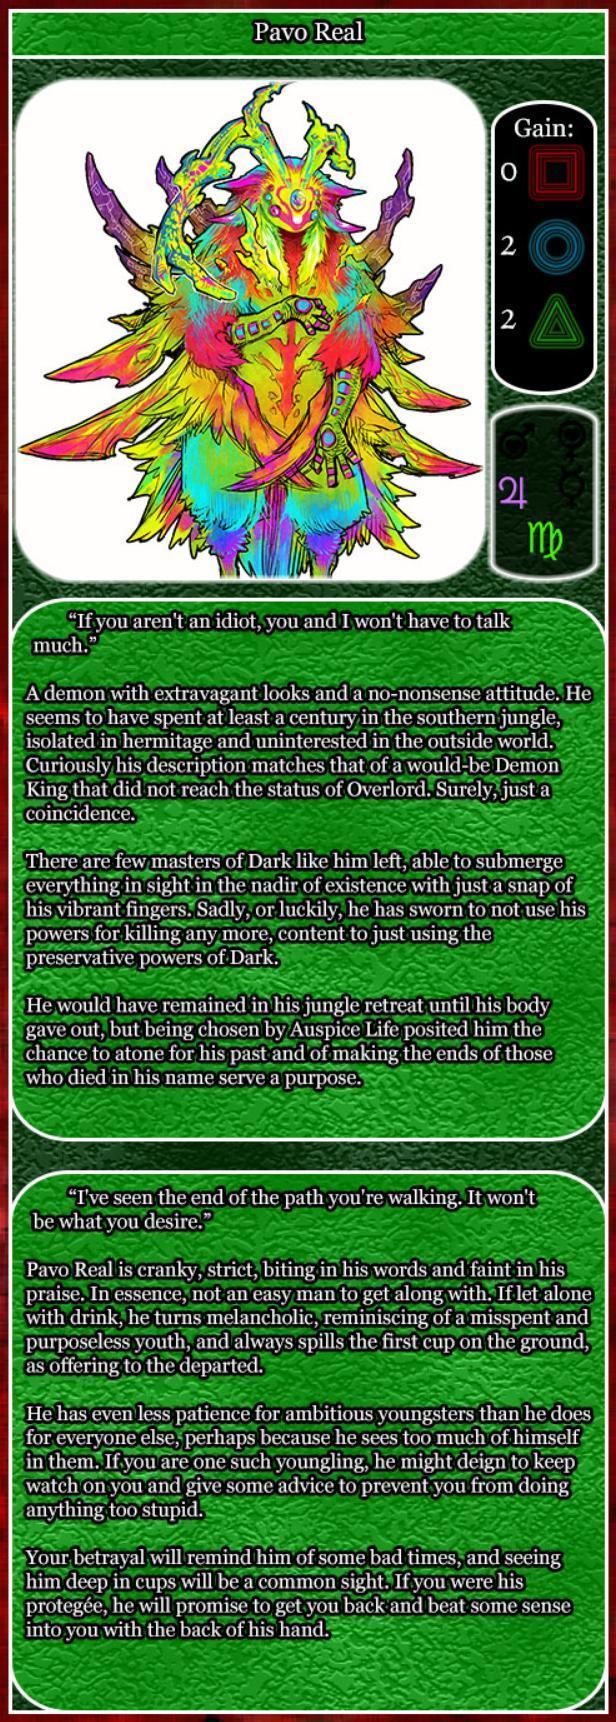 Pavo Real
Gain:
0
2
2
♃
♍
“If you aren't an idiot, you and I won't have to talk
much.”
A demon with extravagant looks and a no-nonsense attitude. He
seems to have spent at least a century in the southern jungle,
isolated in hermitage and uninterested in the outside world.
Curiously his description matches that of a would-be Demon
King that did not reach the status of Overlord. Surely, just a
coincidence.
There are few masters of Dark like him left, able to submerge
everything in sight in the nadir of existence with just a snap of
his vibrant fingers. Sadly, or luckily, he has sworn to not use his
powers for killing any more, content to just using the
preservative powers of Dark.
He would have remained in his jungle retreat until his body
gave out, but being chosen by Auspice Life posited him the
chance to atone for his past and of making the ends of those
who died in his name serve a purpose.
“I've seen the end of the path you're walking. It won't
be what you desire.”
Pavo Real is cranky, strict, biting in his words and faint in his
praise. In essence, not an easy man to get along with. If let alone
with drink, he turns melancholic, reminiscing of a misspent and
purposeless youth, and always spills the first cup on the ground,
as offering to the departed.
He has even less patience for ambitious youngsters than he does
for everyone else, perhaps because he sees too much of himself
in them. If you are one such youngling, he might deign to keep
watch on you and give some advice to prevent you from doing
anything too stupid.
Your betrayal will remind him of some bad times, and seeing
him deep in cups will be a common sight. If you were his
protegée, he will promise to get you back and beat some sense
into you with the back of his hand.